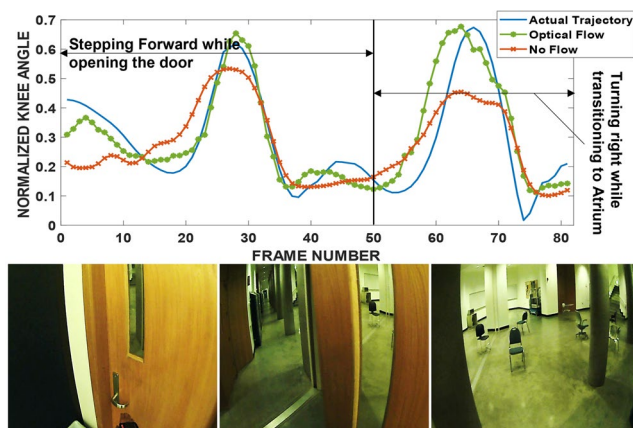 Actual Trajectory
Optical Flow
No Flow
Stepping Forward while
opening the door
Turning right while
transitioning to Atrium
NORMALIZED KNEE ANGLE
0.7
0.6
0.5
0.4
0.3
0.2
0.1
0
0 10 20 30 40 50 60 70 80
FRAME NUMBER